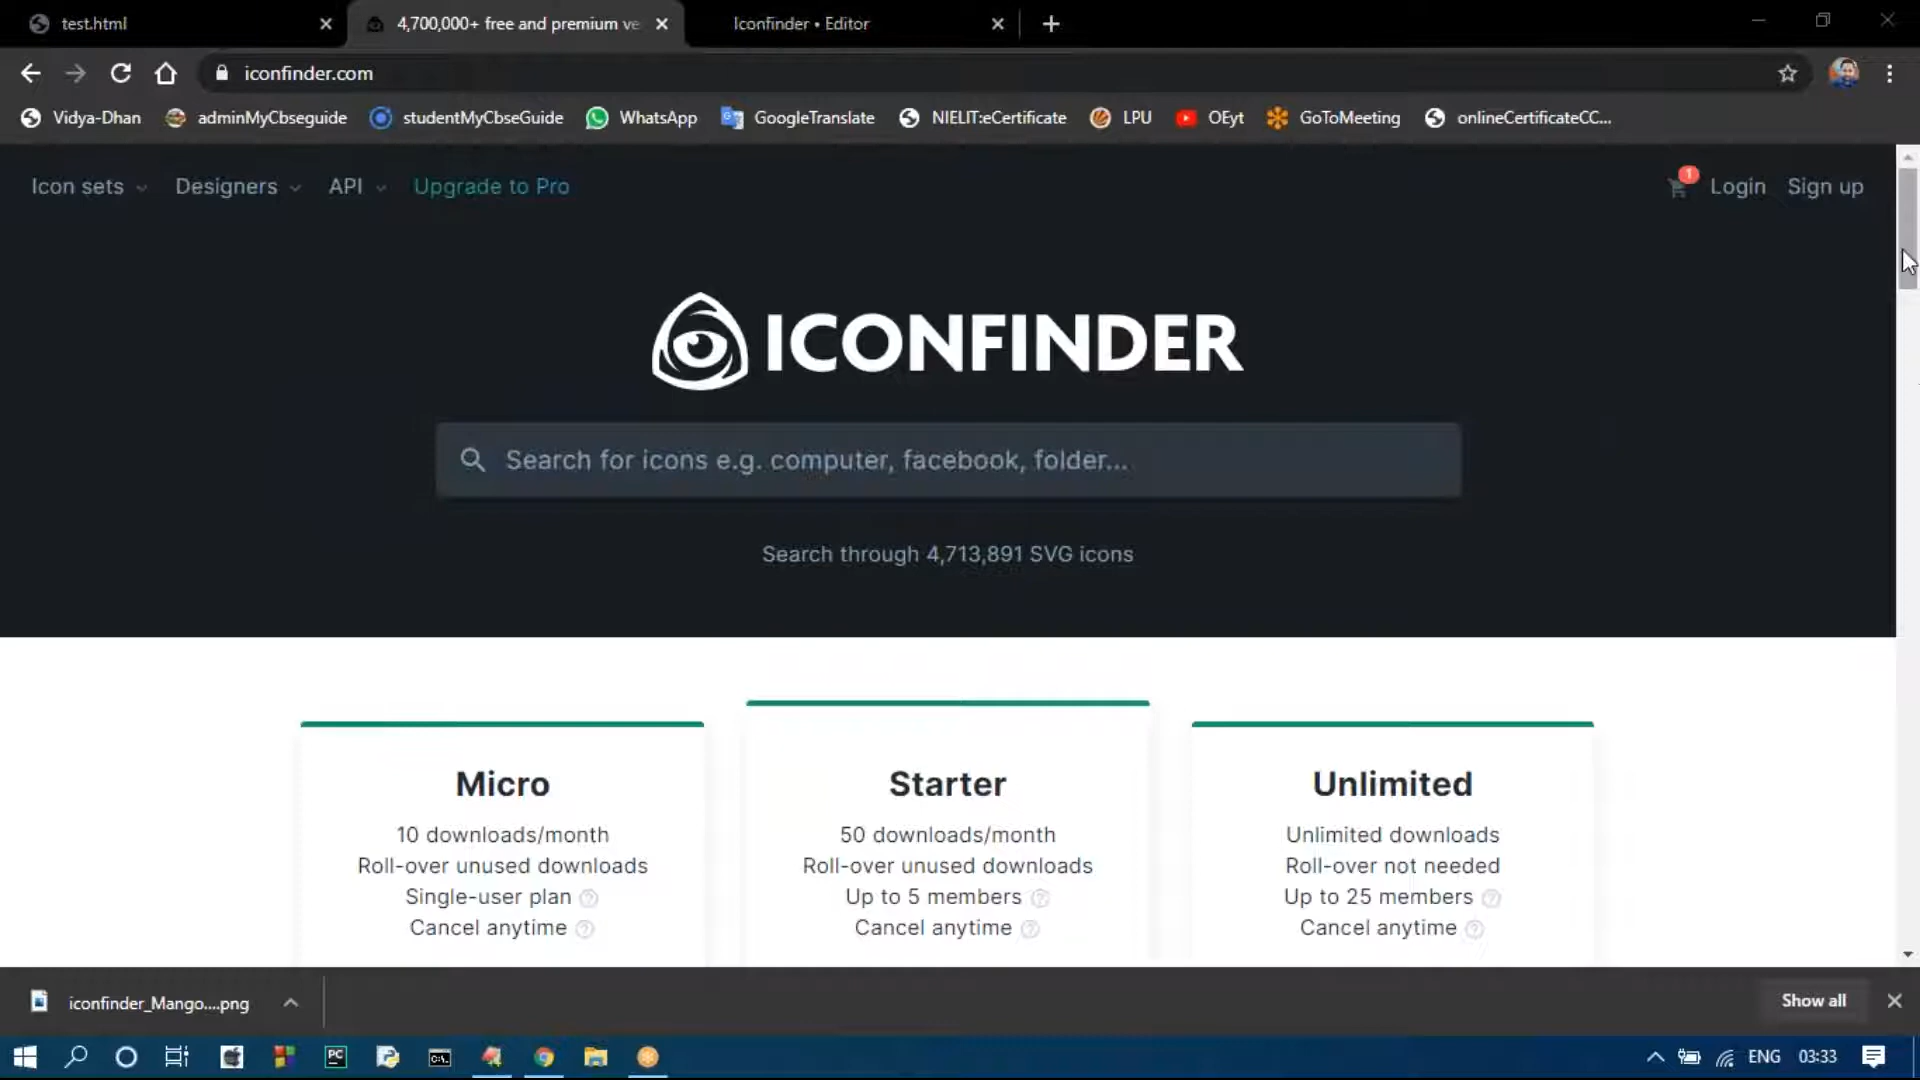 test.html
4,700,000+ free and premium ve
Iconfinder • Editor
iconfinder.com
Vidya-Dhan
adminMyCbseguide
studentMyCbseGuide
WhatsApp
GoogleTranslate
NIELIT:eCertificate
LPU
OEyt
GoToMeeting
onlineCertificateCC...
Icon sets
Designers
API
Upgrade to Pro
1
Login
Sign up
ICONFINDER
Search for icons e.g. computer, facebook, folder...
Search through 4,713,891 SVG icons
Micro
10 downloads/month
Roll-over unused downloads
Single-user plan
Cancel anytime
Starter
50 downloads/month
Roll-over unused downloads
Up to 5 members
Cancel anytime
Unlimited
Unlimited downloads
Roll-over not needed
Up to 25 members
Cancel anytime
iconfinder_Mango....png
Show all
PC
C:\.
ENG
03:33